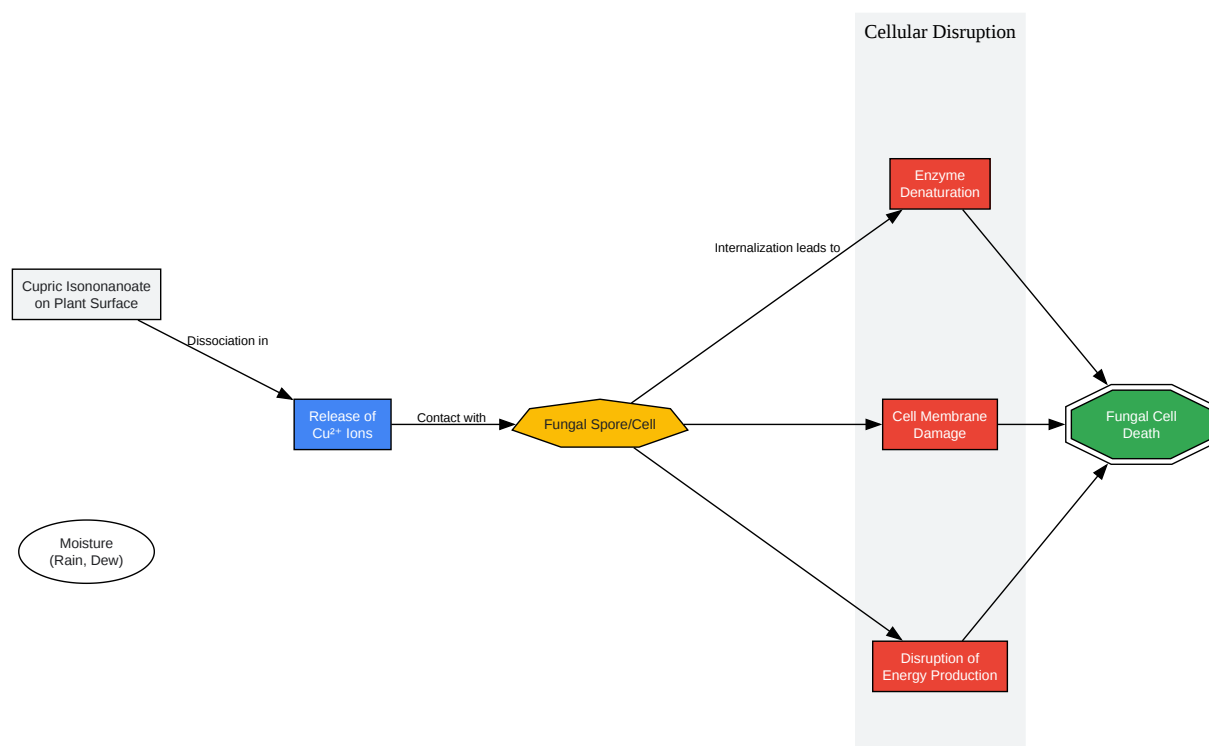 Cellular Disruption
Enzyme
Denaturation
Internalization leads to
Cupric Isononanoate
on Plant Surface
Dissociation in
Release of
Cu²⁺ Ions
Contact with
Fungal Spore/Cell
Cell Membrane
Damage
Fungal Cell
Death
Moisture
(Rain, Dew)
Disruption of
Energy Production